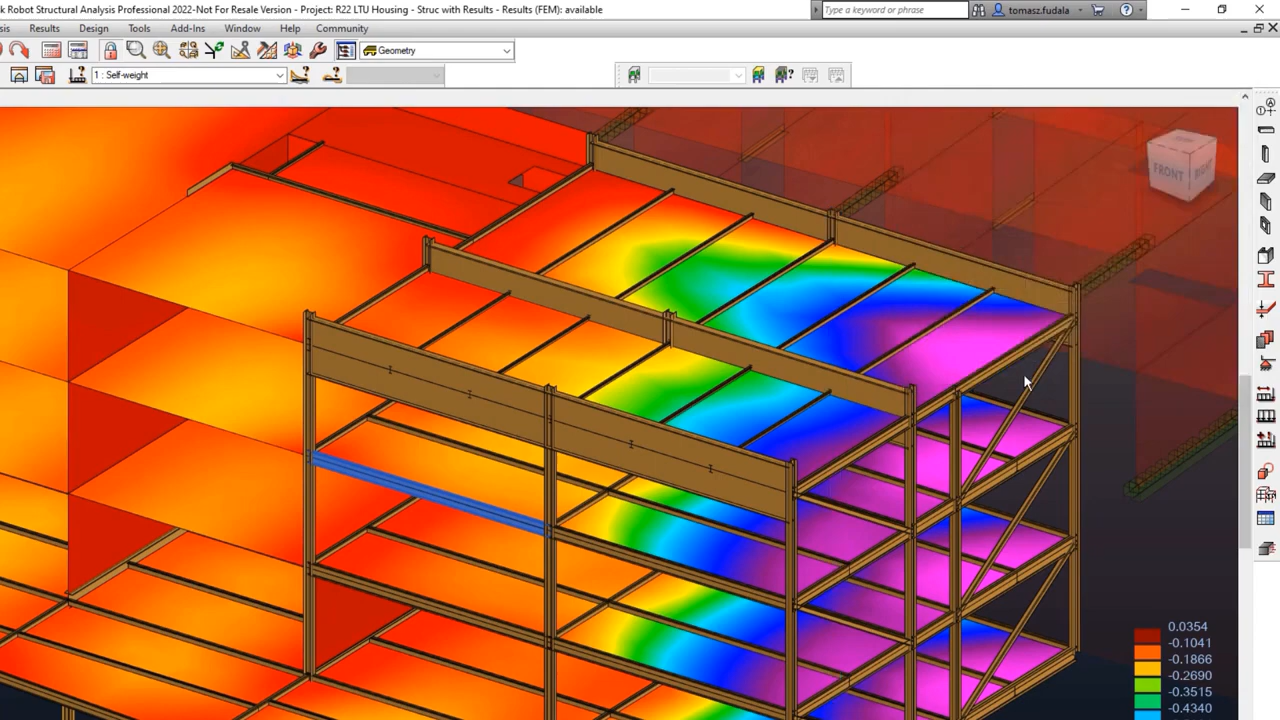 k Robot Structural Analysis Professional 2022-Not For Resale Version - Project: R22 LTU Housing - Struc with Results - Results (FEM): available
Type a keyword or phrase
tomasz.fudala
Results Design Tools Add-Ins Window Help Community
Geometry
1 : Self-weight
FRONT
RIGHT
0.0354
-0.1041
-0.1866
-0.2690
-0.3515
-0.4340